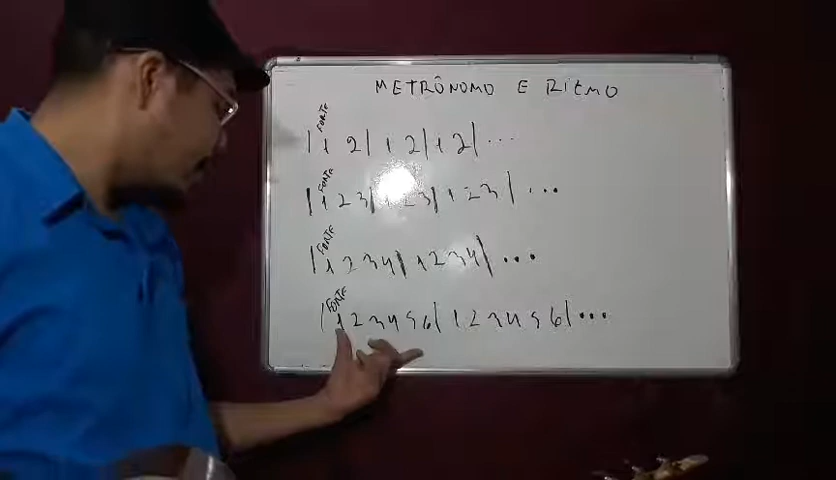 METRÔNOMO E RITMO
FORTE
| 1 2 | 1 2 | 1 2 | ...
FORTE
| 1 2 3 | 1 2 3 | 1 2 3 | ...
FORTE
| 1 2 3 4 | 1 2 3 4 | ...
FORTE
| 1 2 3 4 5 6 | 1 2 3 4 5 6 | ...